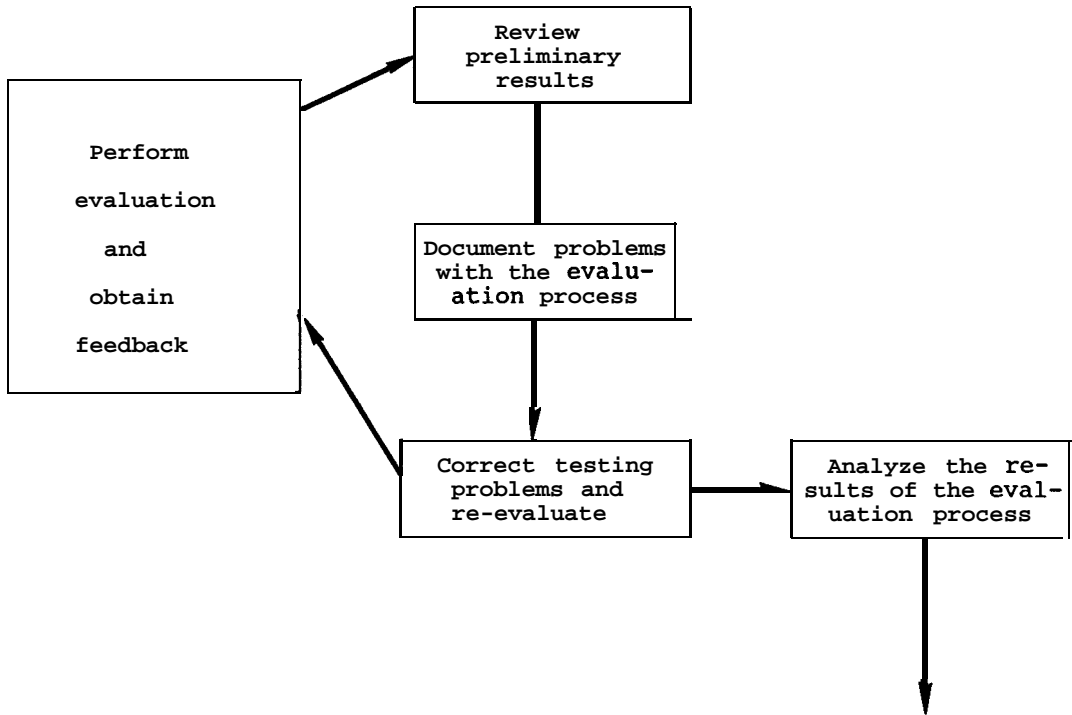 Review
preliminary
results
Perform
evaluation
and
obtain
feedback
Document problems
with the evalu-
ation process
Correct testing
problems and
re-evaluate
Analyze the re-
sults of the eval-
uation process